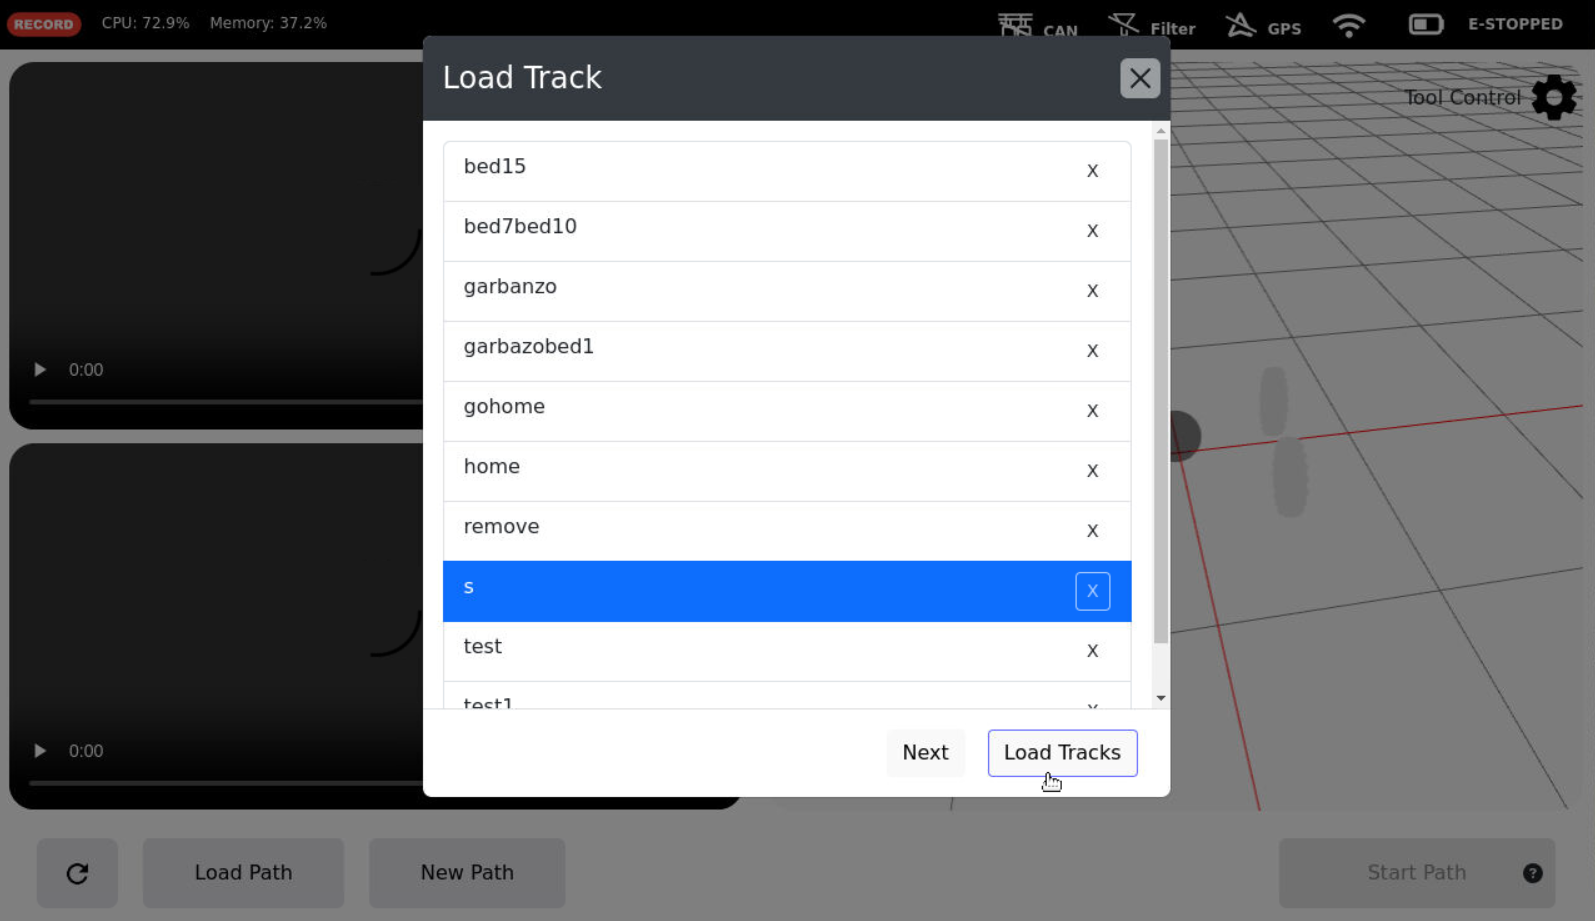 RECORD CPU: 72.9% Memory: 37.2% CAN Filter GPS E-STOPPED
Load Track
Tool Control
bed15 X
bed7bed10 X
garbanzo X
garbazobed1 X
gohome X
home X
remove X
s X
test X
test1 X
0:00
0:00
Next Load Tracks
Load Path New Path Start Path ?